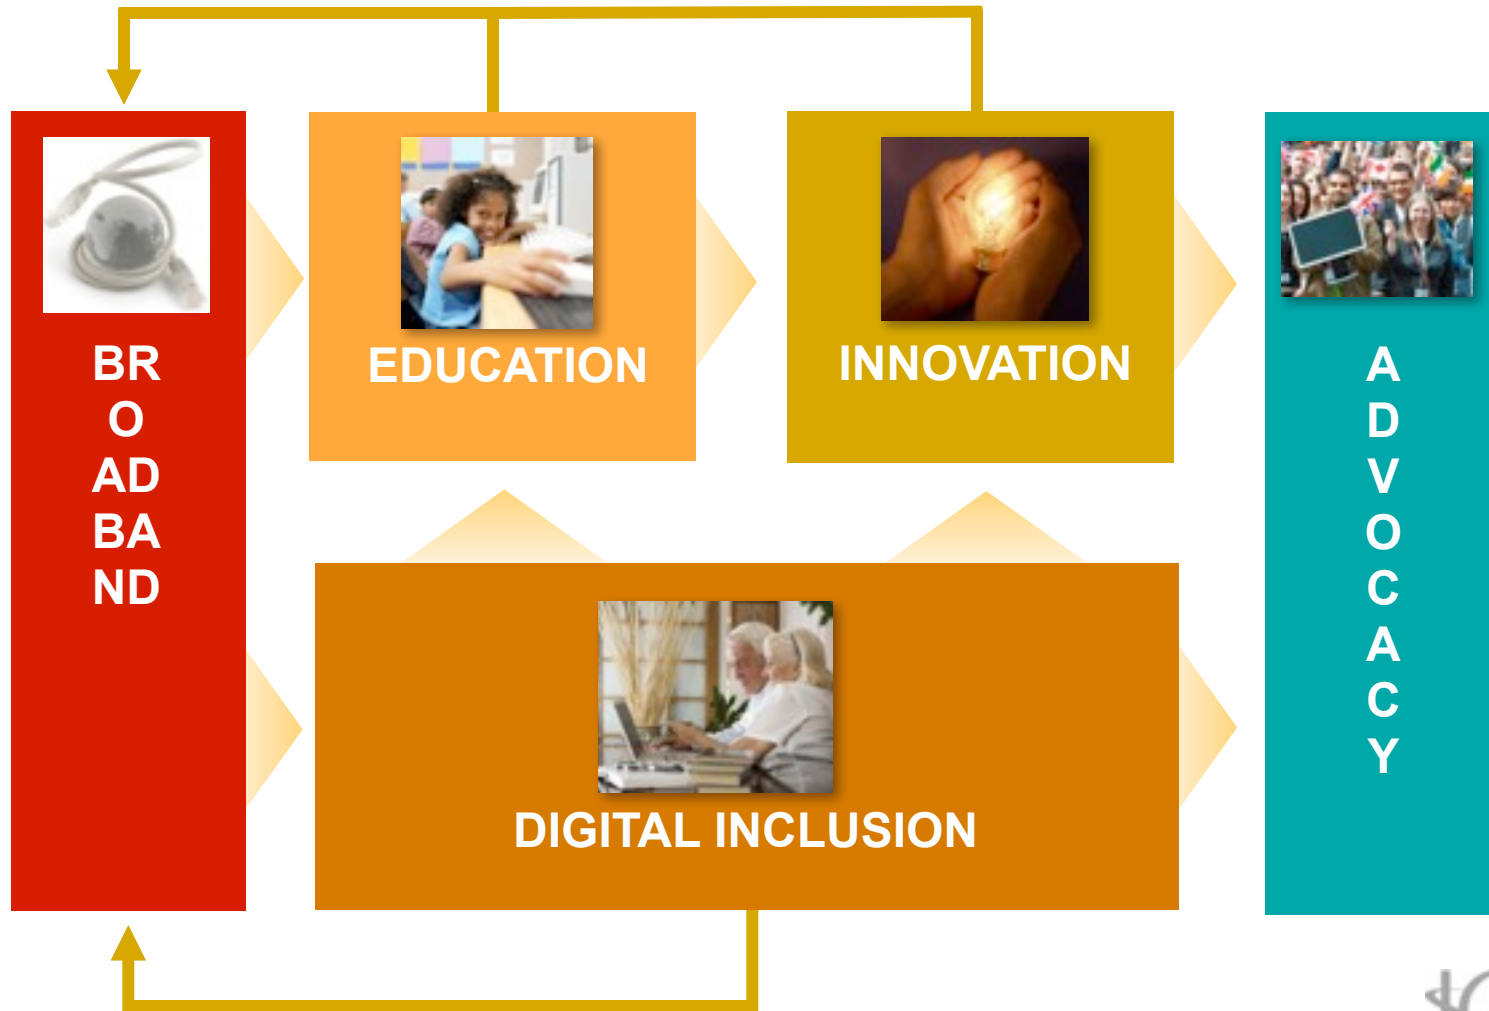 BR
O
AD
BA
ND
EDUCATION
INNOVATION
A
D
V
O
C
A
C
Y
DIGITAL INCLUSION